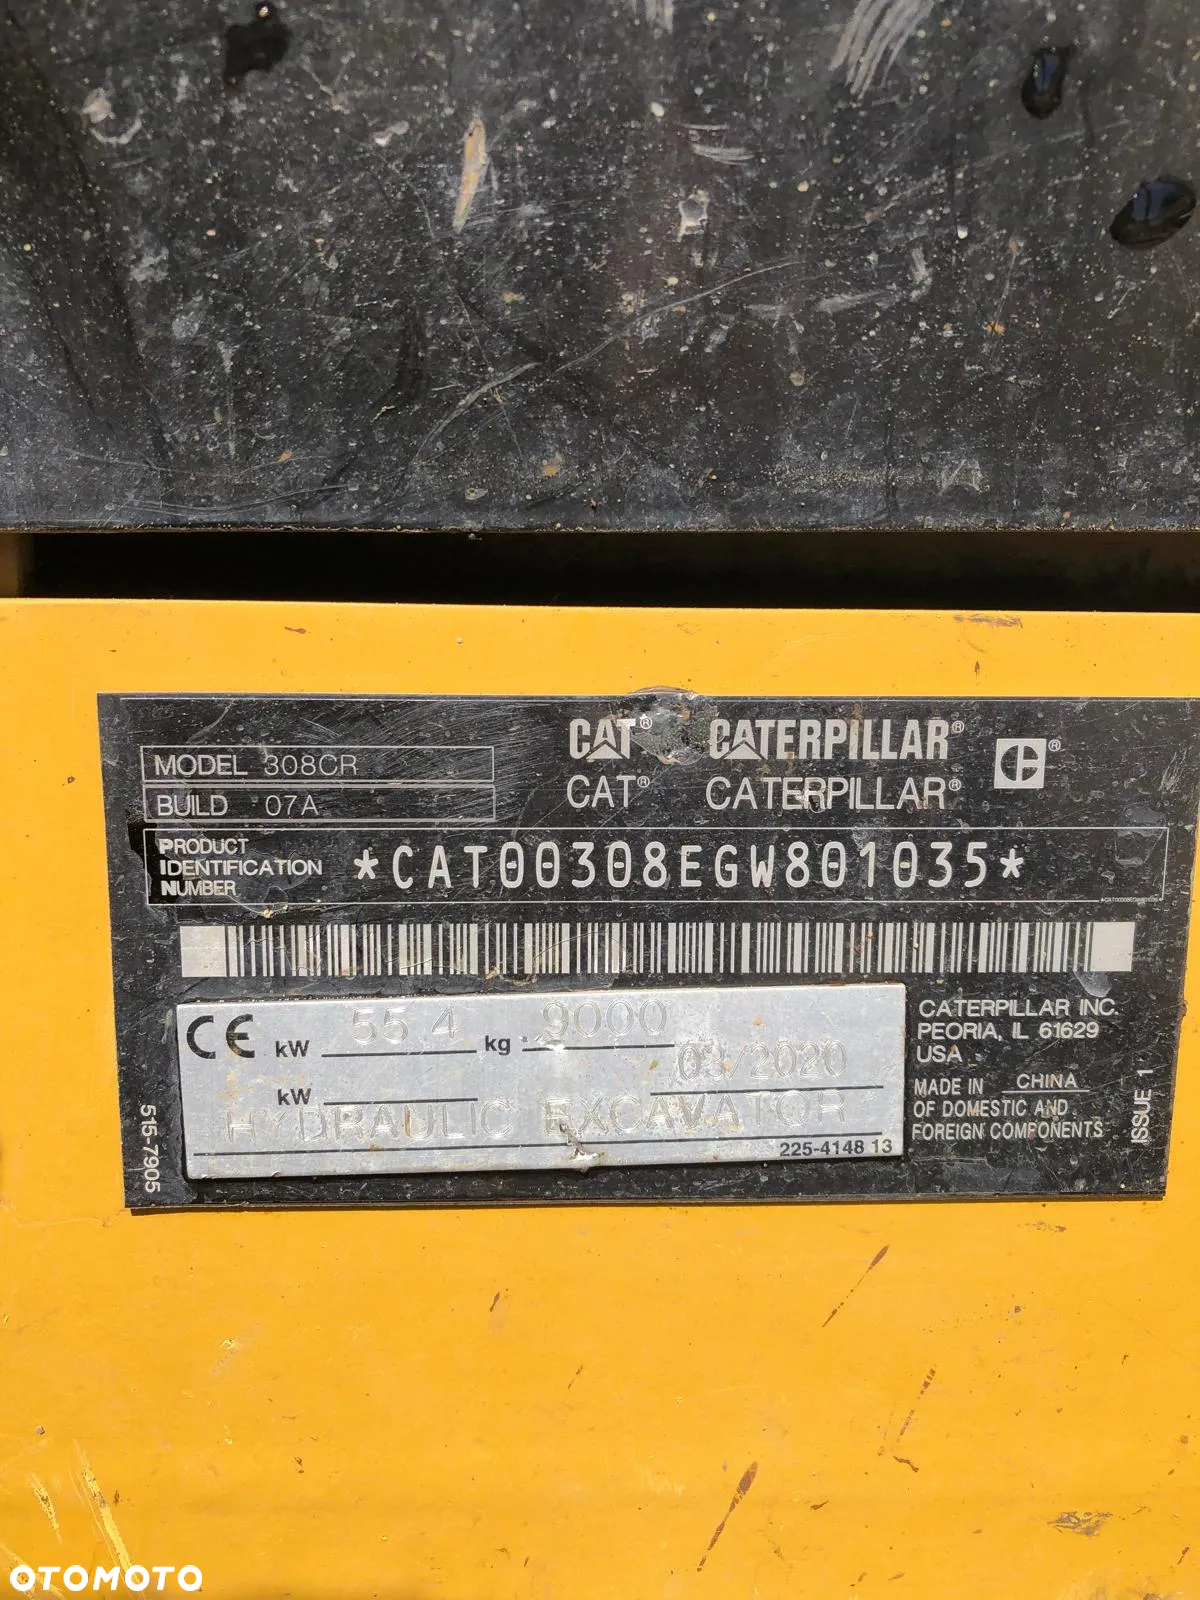 CAT® CATERPILLAR®
CAT® CATERPILLAR®
MODEL 308CR
BUILD 07A
PRODUCT
IDENTIFICATION
NUMBER
*CAT00308EGW801035*
CE kW 55.4 kg 9000
03/2020
kW
HYDRAULIC EXCAVATOR
225-4148 13
CATERPILLAR INC.
PEORIA, IL 61629
USA
MADE IN CHINA
OF DOMESTIC AND
FOREIGN COMPONENTS
ISSUE 1
515-7905
OTOMOTO